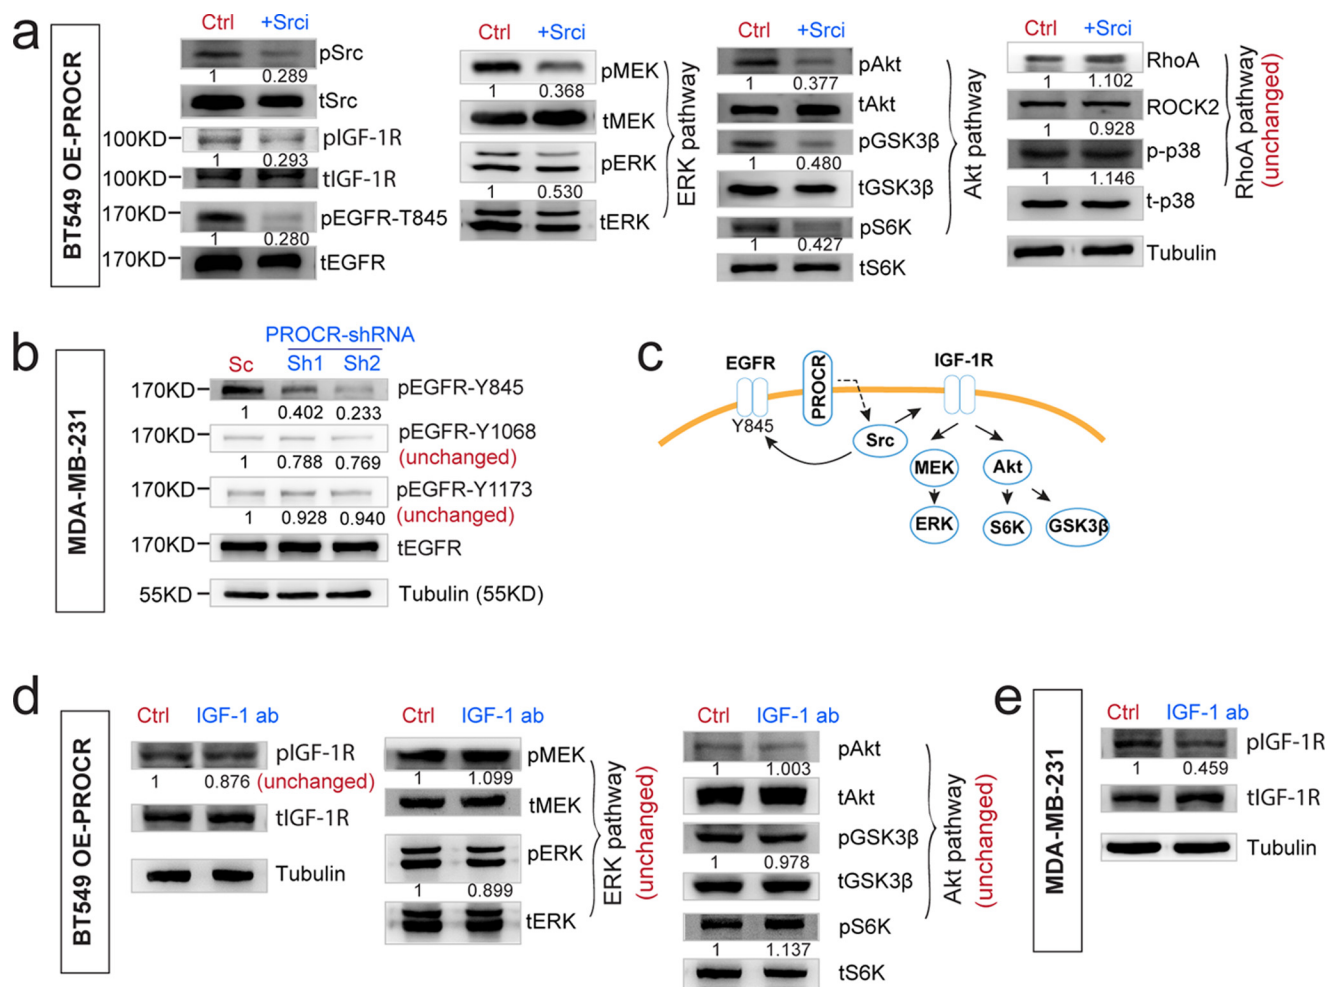 a
BT549 OE-PROCR
Ctrl +Srci
pSrc
1 0.289
tSrc
100KD
pIGF-1R
1 0.293
100KD
tIGF-1R
170KD
pEGFR-T845
1 0.280
170KD
tEGFR
Ctrl +Srci
pMEK
1 0.368
tMEK
pERK
1 0.530
tERK
ERK pathway
Ctrl +Srci
pAkt
1 0.377
tAkt
pGSK3β
1 0.480
tGSK3β
pS6K
1 0.427
tS6K
Akt pathway
Ctrl +Srci
RhoA
1 1.102
ROCK2
1 0.928
p-p38
1 1.146
t-p38
Tubulin
RhoA pathway
(unchanged)
b
MDA-MB-231
PROCR-shRNA
Sc Sh1 Sh2
170KD
pEGFR-Y845
1 0.402 0.233
170KD
pEGFR-Y1068
(unchanged)
1 0.788 0.769
170KD
pEGFR-Y1173
(unchanged)
1 0.928 0.940
170KD
tEGFR
55KD
Tubulin (55KD)
c
EGFR
PROCR
IGF-1R
Y845
Src
MEK
Akt
ERK
S6K
GSK3β
d
BT549 OE-PROCR
Ctrl IGF-1 ab
pIGF-1R
1 0.876 (unchanged)
tIGF-1R
Tubulin
Ctrl IGF-1 ab
pMEK
1 1.099
tMEK
pERK
1 0.899
tERK
ERK pathway
(unchanged)
Ctrl IGF-1 ab
pAkt
1 1.003
tAkt
pGSK3β
1 0.978
tGSK3β
pS6K
1 1.137
tS6K
Akt pathway
(unchanged)
e
MDA-MB-231
Ctrl IGF-1 ab
pIGF-1R
1 0.459
tIGF-1R
Tubulin